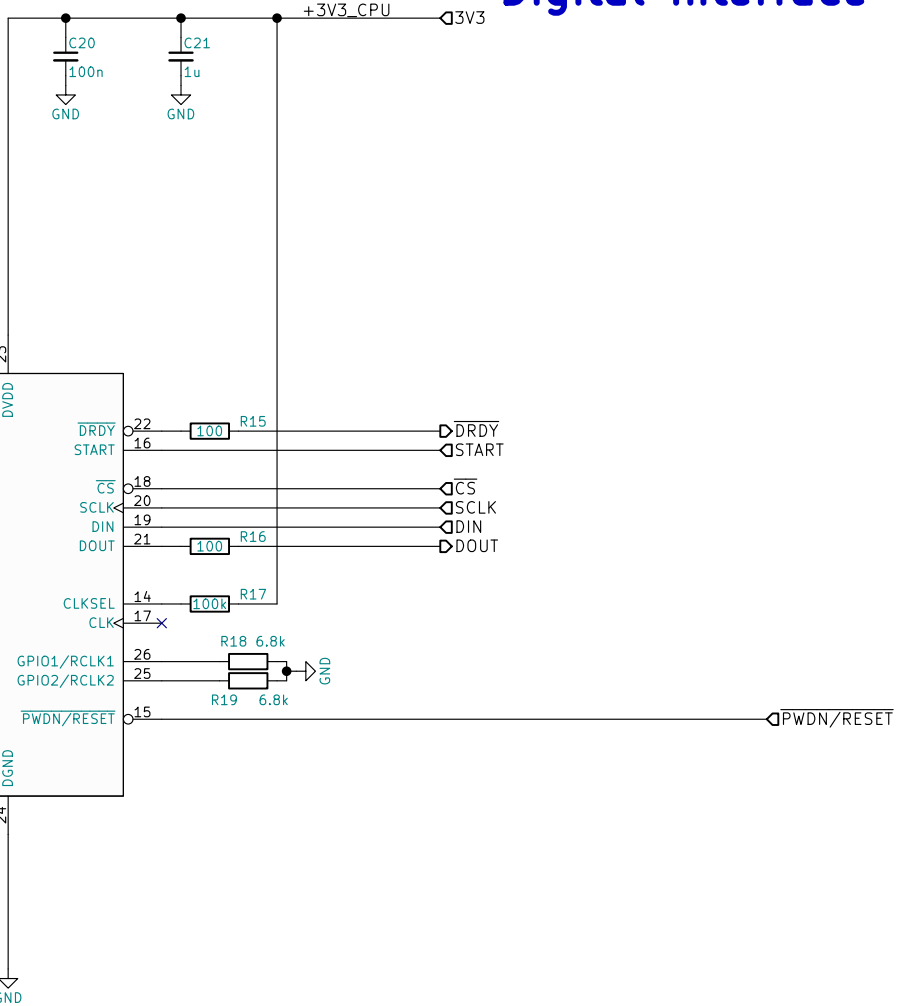 Digital Interface
+3V3_CPU
3V3
C20
100n
GND
C21
1u
GND
23
DVDD
DRDY 22 100 R15 DRDY
START 16 START
CS 18 CS
SCLK 20 SCLK
DIN 19 DIN
DOUT 21 100 R16 DOUT
CLKSEL 14 100k R17
CLK 17
R18 6.8k
GPIO1/RCLK1 26
GPIO2/RCLK2 25
GND
R19 6.8k
PWDN/RESET 15 PWDN/RESET
DGND
24
GND